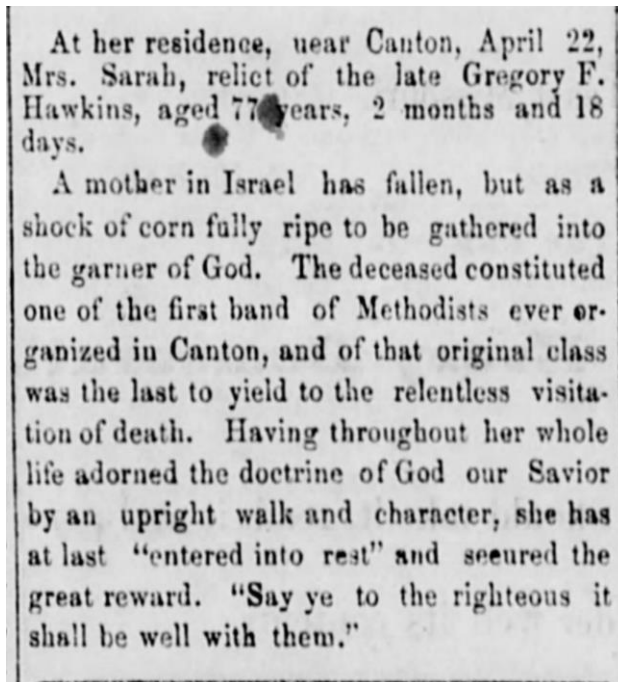 At her residence, near Canton, April 22,
Mrs. Sarah, relict of the late Gregory F.
Hawkins, aged 77 years, 2 months and 18
days.
A mother in Israel has fallen, but as a
shock of corn fully ripe to be gathered into
the garner of God. The deceased constituted
one of the first band of Methodists ever or-
ganized in Canton, and of that original class
was the last to yield to the relentless visita-
tion of death. Having throughout her whole
life adorned the doctrine of God our Savior
by an upright walk and character, she has
at last "entered into rest" and secured the
great reward. "Say ye to the righteous it
shall be well with them."